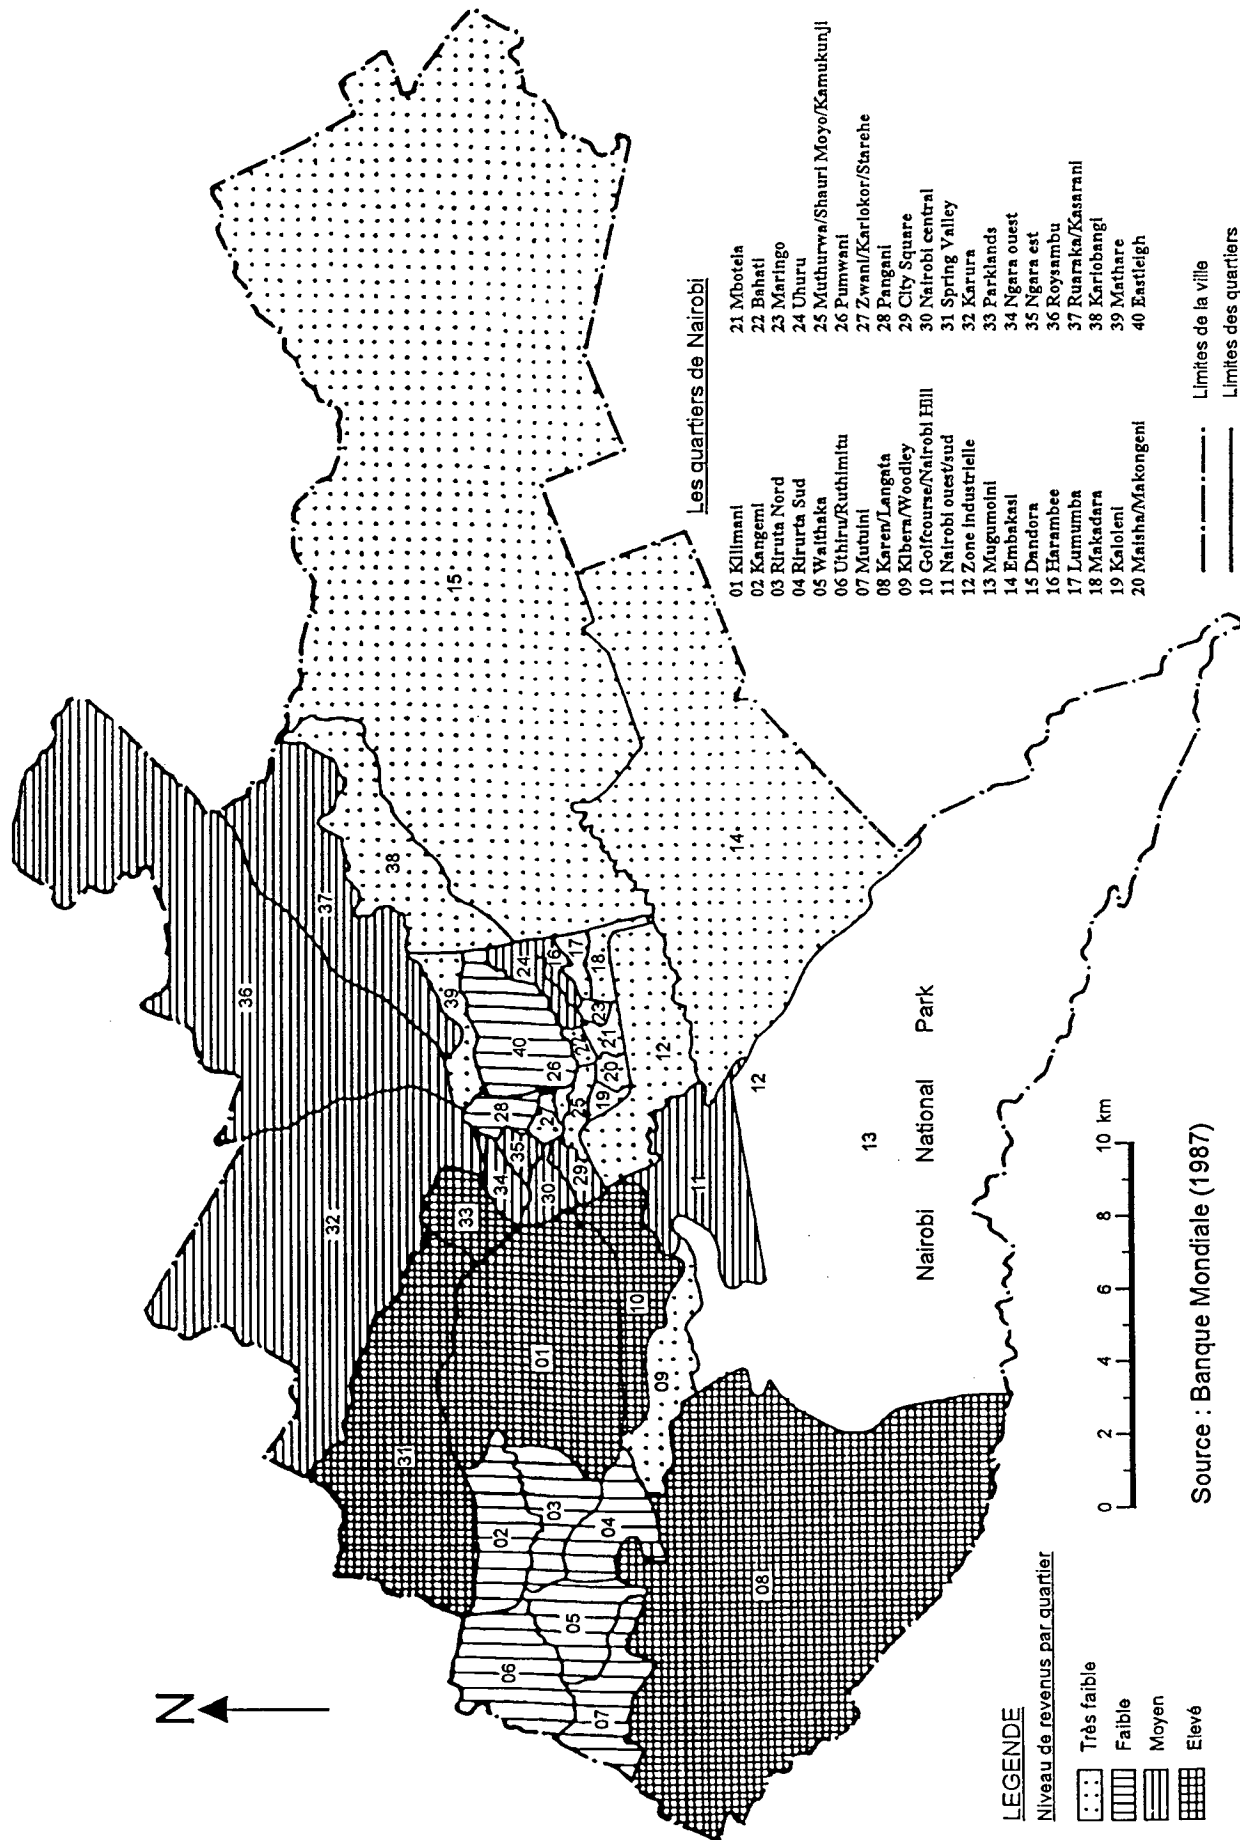 N
36
32
37
38
15
31
33
39
40
24
16
17
18
34
35
28
26
22
23
21
20
19
25
27
30
29
12
01
10
02
03
04
05
06
07
09
11
14
12
08
13
Nairobi National Park
Les quartiers de Nairobi
01 Kilimani
02 Kangemi
03 Riruta Nord
04 Rirurta Sud
05 Waithaka
06 Uthiru/Ruthimitu
07 Mutuini
08 Karen/Langata
09 Kibera/Woodley
10 Golfcourse/Nairobi Hill
11 Nairobi ouest/sud
12 Zone industrielle
13 Mugumoini
14 Embakasi
15 Dandora
16 Harambee
17 Lumumba
18 Makadara
19 Kaloleni
20 Maisha/Makongeni
21 Mbotela
22 Bahati
23 Maringo
24 Uhuru
25 Muthurwa/Shauri Moyo/Kamukunji
26 Pumwani
27 Zwani/Kariokor/Starehe
28 Pangani
29 City Square
30 Nairobi central
31 Spring Valley
32 Karura
33 Parklands
34 Ngara ouest
35 Ngara est
36 Roysambu
37 Ruaraka/Kasarani
38 Kariobangi
39 Mathare
40 Eastleigh
Limites de la ville
Limites des quartiers
LEGENDE
Niveau de revenus par quartier
Très faible
Faible
Moyen
Elevé
0 2 4 6 8 10 km
Source : Banque Mondiale (1987)